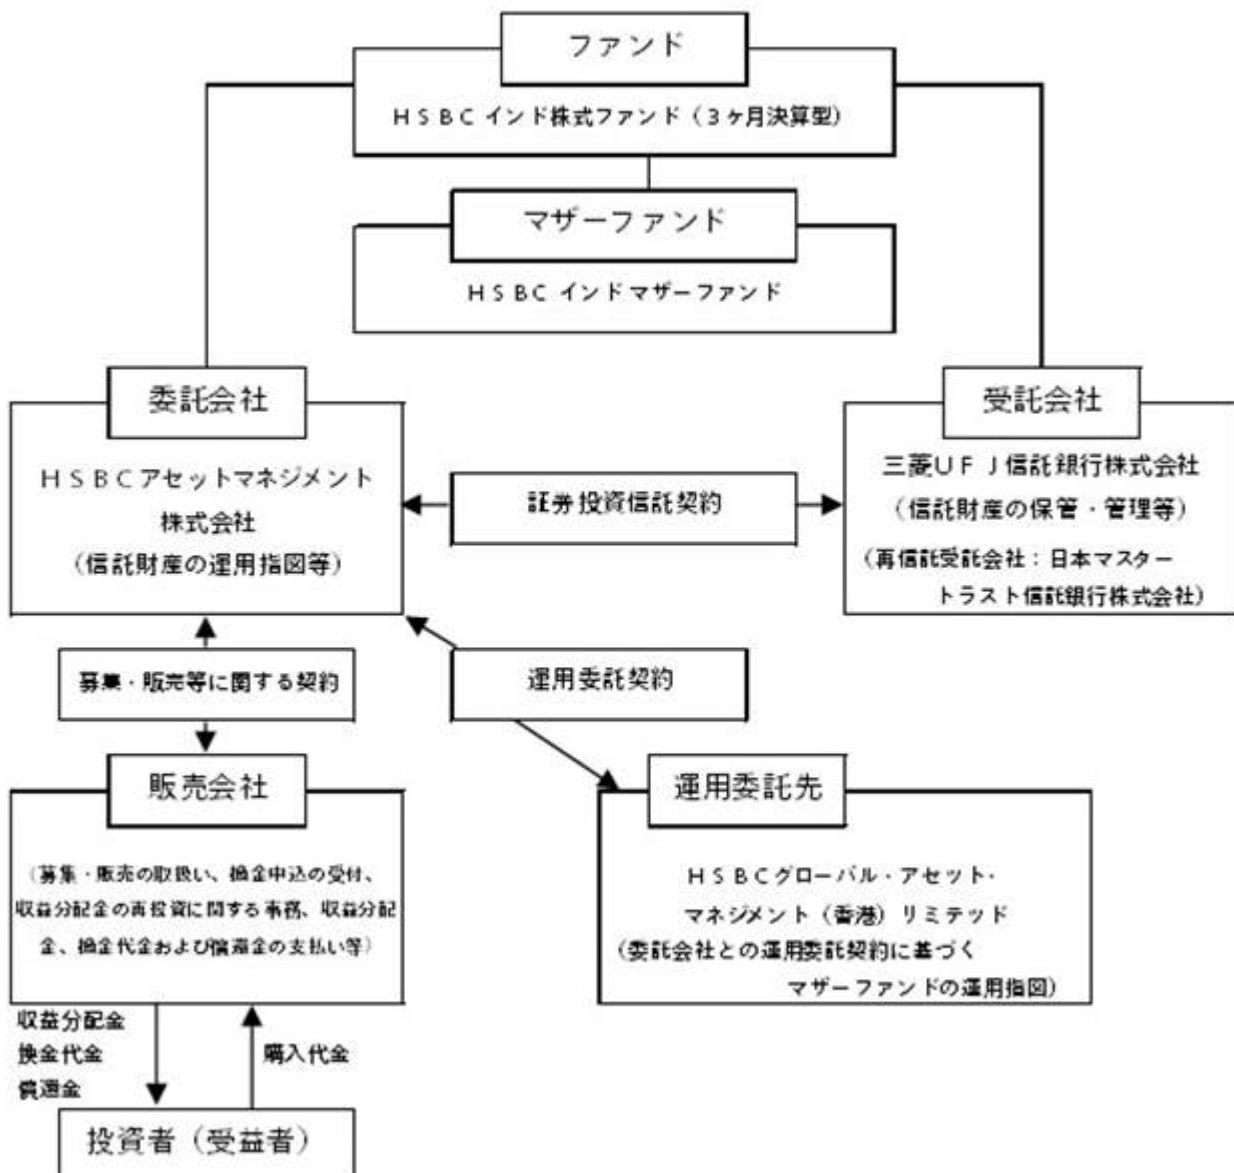 ファンド
HSBC インド株式ファンド（3ヶ月決算型）
マザーファンド
HSBC インドマザーファンド
委託会社
HSBCアセットマネジメント
株式会社
（信託財産の運用指図等）
証券投資信託契約
受託会社
三菱UFJ信託銀行株式会社
（信託財産の保管・管理等）
（再信託受託会社：日本マスター
トラスト信託銀行株式会社）
募集・販売等に関する契約
運用委託契約
販売会社
（募集・販売の取扱い、換金申込の受付、
収益分配金の再投資に関する事務、収益分配
金、換金代金および償還金の支払い等）
運用委託先
HSBCグローバル・アセット・
マネジメント（香港）リミテッド
（委託会社との運用委託契約に基づく
マザーファンドの運用指図）
収益分配金
換金代金
償還金
購入代金
投資者（受益者）